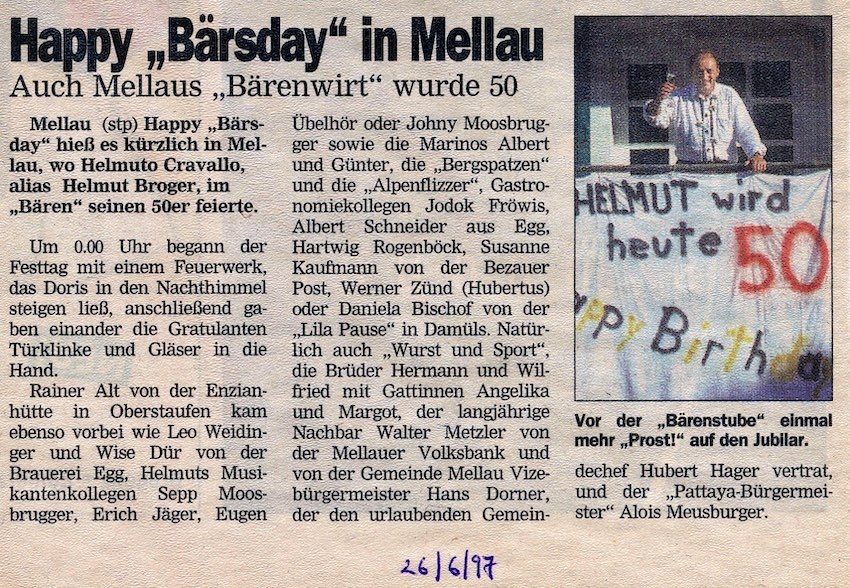 Happy „Bärsday“ in Mellau
Auch Mellaus „Bärenwirt“ wurde 50
Mellau (stp) Happy „Bärs-
day“ hieß es kürzlich in Mel-
lau, wo Helmuto Cravallo,
alias Helmut Broger, im
„Bären“ seinen 50er feierte.
Um 0.00 Uhr begann der
Festtag mit einem Feuerwerk,
das Doris in den Nachthimmel
steigen ließ, anschließend ga-
ben einander die Gratulanten
Türklinke und Gläser in die
Hand.
Rainer Alt von der Enzian-
hütte in Oberstaufen kam
ebenso vorbei wie Leo Weidin-
ger und Wise Dür von der
Brauerei Egg, Helmuts Musi-
kantenkollegen Sepp Moos-
brugger, Erich Jäger, Eugen
Übelhör oder Johny Moosbrug-
ger sowie die Marinos Albert
und Günter, die „Bergspatzen“
und die „Alpenflizzer“, Gastro-
nomiekollegen Jodok Fröwis,
Albert Schneider aus Egg,
Hartwig Rogenböck, Susanne
Kaufmann von der Bezauer
Post, Werner Zünd (Hubertus)
oder Daniela Bischof von der
„Lila Pause“ in Damüls. Natür-
lich auch „Wurst und Sport“,
die Brüder Hermann und Wil-
fried mit Gattinnen Angelika
und Margot, der langjährige
Nachbar Walter Metzler von
der Mellauer Volksbank und
von der Gemeinde Mellau Vize-
bürgermeister Hans Dorner,
der den urlaubenden Gemein-
HELMUT wird
heute 50
appy Birthday
Vor der „Bärenstube“ einmal
mehr „Prost!“ auf den Jubilar.
dechef Hubert Hager vertrat,
und der „Pattaya-Bürgermei-
ster“ Alois Meusburger.
26/6/97